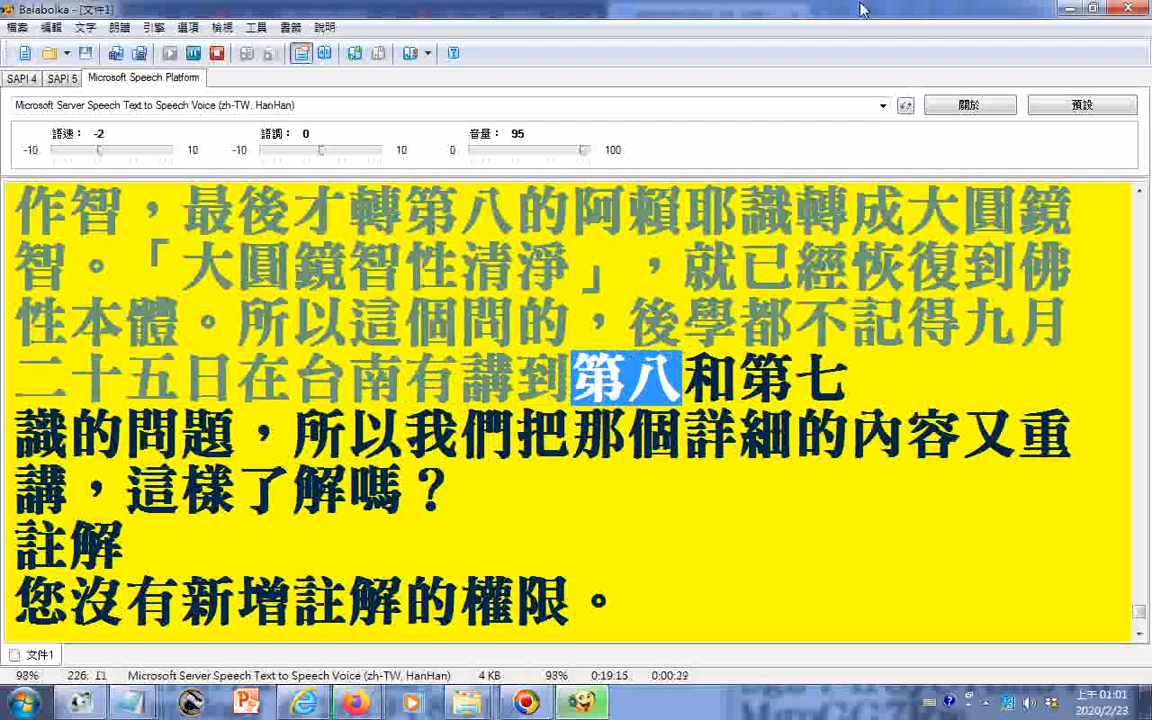 Balabolka - [文件1]
檔案 編輯 文字 朗讀 引擎 選項 檢視 工具 書籤 說明
SAPI 4 SAPI 5 Microsoft Speech Platform
Microsoft Server Speech Text to Speech Voice (zh-TW, HanHan) 關於 預設
語速： -2 語調： 0 音量： 95
-10 10 -10 10 0 100
作智，最後才轉第八的阿賴耶識轉成大圓鏡
智。「大圓鏡智性清淨」，就已經恢復到佛
性本體。所以這個問的，後學都不記得九月
二十五日在台南有講到第八和第七
識的問題，所以我們把那個詳細的內容又重
講，這樣了解嗎？
註解
您沒有新增註解的權限。
文件1
98% 226: 11 Microsoft Server Speech Text to Speech Voice (zh-TW, HanHan) 4 KB 98% 0:19:15 0:00:29
上午 01:01
2020/2/23